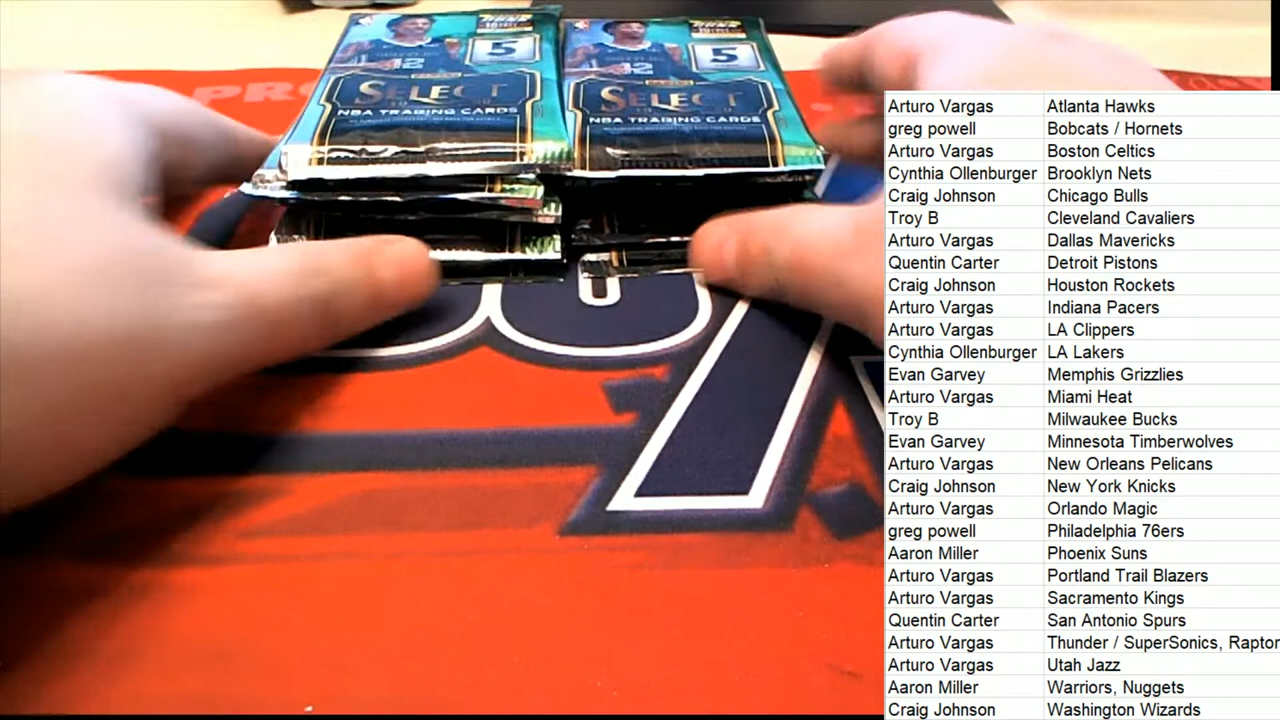 5
12
PANINI
SELECT
NBA TRADING CARDS
5
12
PANINI
SELECT
NBA TRADING CARDS
PRO
Arturo Vargas Atlanta Hawks
greg powell Bobcats / Hornets
Arturo Vargas Boston Celtics
Cynthia Ollenburger Brooklyn Nets
Craig Johnson Chicago Bulls
Troy B Cleveland Cavaliers
Arturo Vargas Dallas Mavericks
Quentin Carter Detroit Pistons
Craig Johnson Houston Rockets
Arturo Vargas Indiana Pacers
Arturo Vargas LA Clippers
Cynthia Ollenburger LA Lakers
Evan Garvey Memphis Grizzlies
Arturo Vargas Miami Heat
Troy B Milwaukee Bucks
Evan Garvey Minnesota Timberwolves
Arturo Vargas New Orleans Pelicans
Craig Johnson New York Knicks
Arturo Vargas Orlando Magic
greg powell Philadelphia 76ers
Aaron Miller Phoenix Suns
Arturo Vargas Portland Trail Blazers
Arturo Vargas Sacramento Kings
Quentin Carter San Antonio Spurs
Arturo Vargas Thunder / SuperSonics, Raptor
Arturo Vargas Utah Jazz
Aaron Miller Warriors, Nuggets
Craig Johnson Washington Wizards